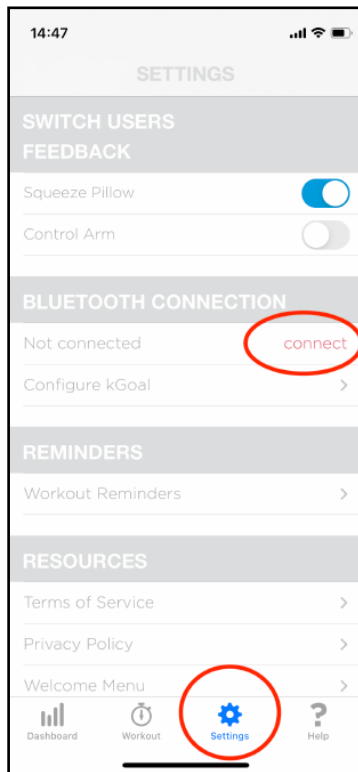 14:47
SETTINGS
SWITCH USERS
FEEDBACK
Squeeze Pillow
Control Arm
BLUETOOTH CONNECTION
Not connected connect
Configure kGoal >
REMINDERS
Workout Reminders >
RESOURCES
Terms of Service >
Privacy Policy >
Welcome Menu >
Dashboard Workout Settings ? Help